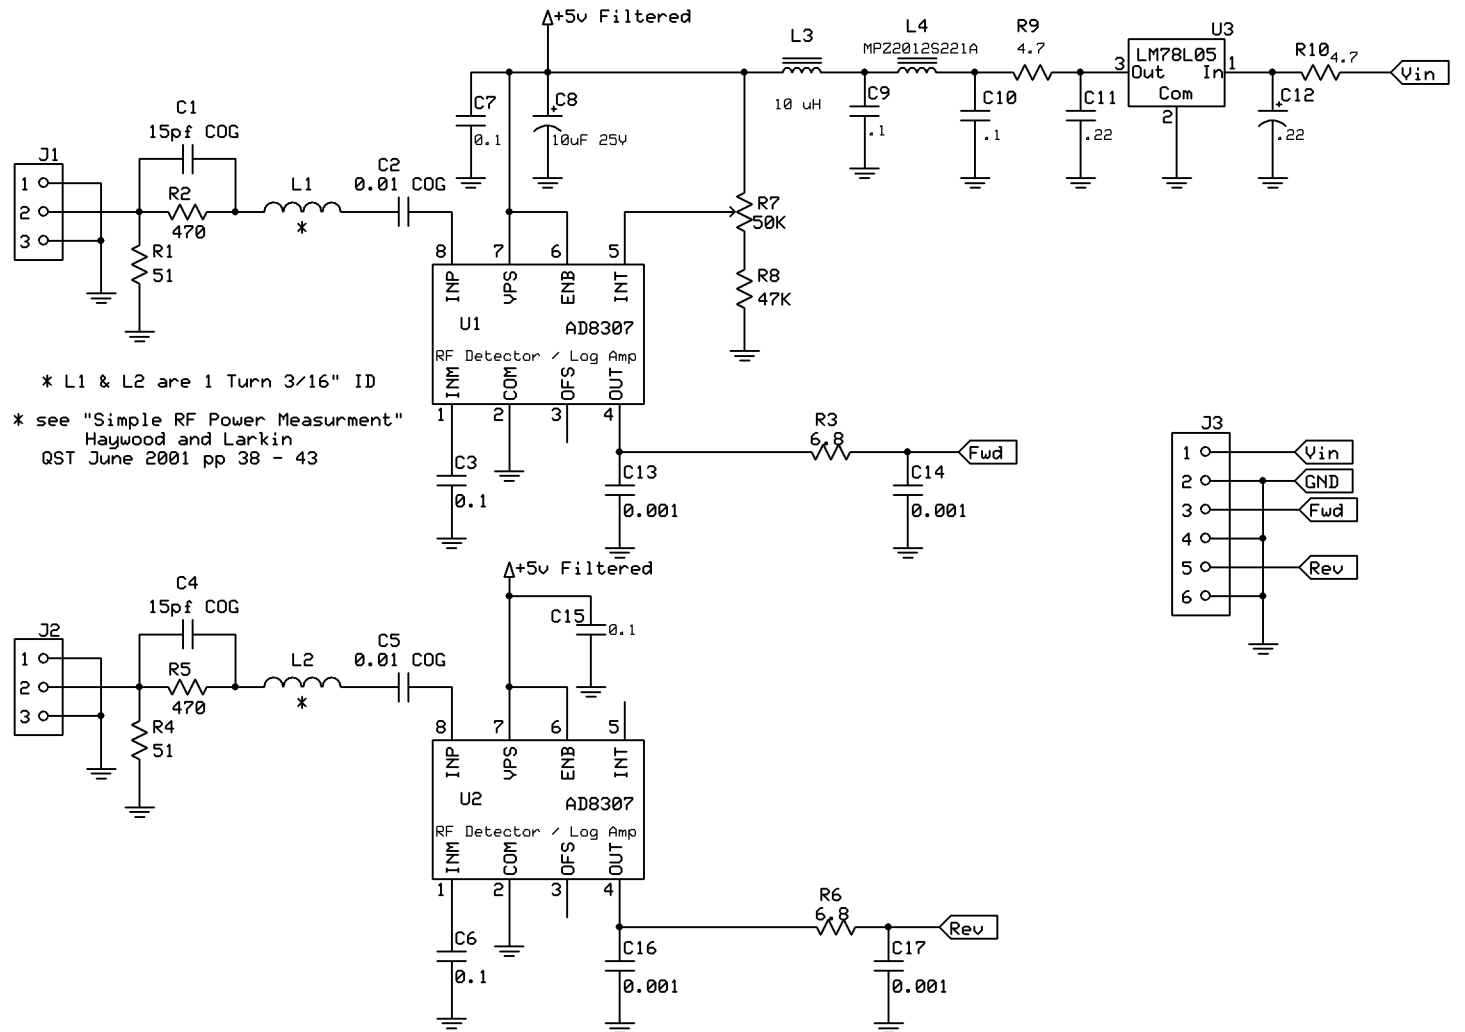 +5v Filtered
C7
0.1
C8
+
10uF 25V
L3
10 uH
L4
MPZ2012S221A
C9
.1
C10
.1
R9
4.7
C11
.22
U3
LM78L05
3
Out
In
1
Com
2
C12
+
.22
R10
4.7
Vin
C1
15pf COG
J1
1
2
3
R2
470
R1
51
L1
*
C2
0.01 COG
R7
50K
R8
47K
8
7
6
5
INP
VPS
ENB
INT
U1
AD8307
RF Detector / Log Amp
INM
COM
OFS
OUT
1
2
3
4
* L1 & L2 are 1 Turn 3/16" ID
* see "Simple RF Power Measurment"
Haywood and Larkin
QST June 2001 pp 38 - 43
C3
0.1
C13
0.001
R3
6.8
C14
0.001
Fwd
J3
1
2
3
4
5
6
Vin
GND
Fwd
Rev
+5v Filtered
C15
0.1
C4
15pf COG
J2
1
2
3
R5
470
R4
51
L2
*
C5
0.01 COG
8
7
6
5
INP
VPS
ENB
INT
U2
AD8307
RF Detector / Log Amp
INM
COM
OFS
OUT
1
2
3
4
C6
0.1
C16
0.001
R6
6.8
C17
0.001
Rev